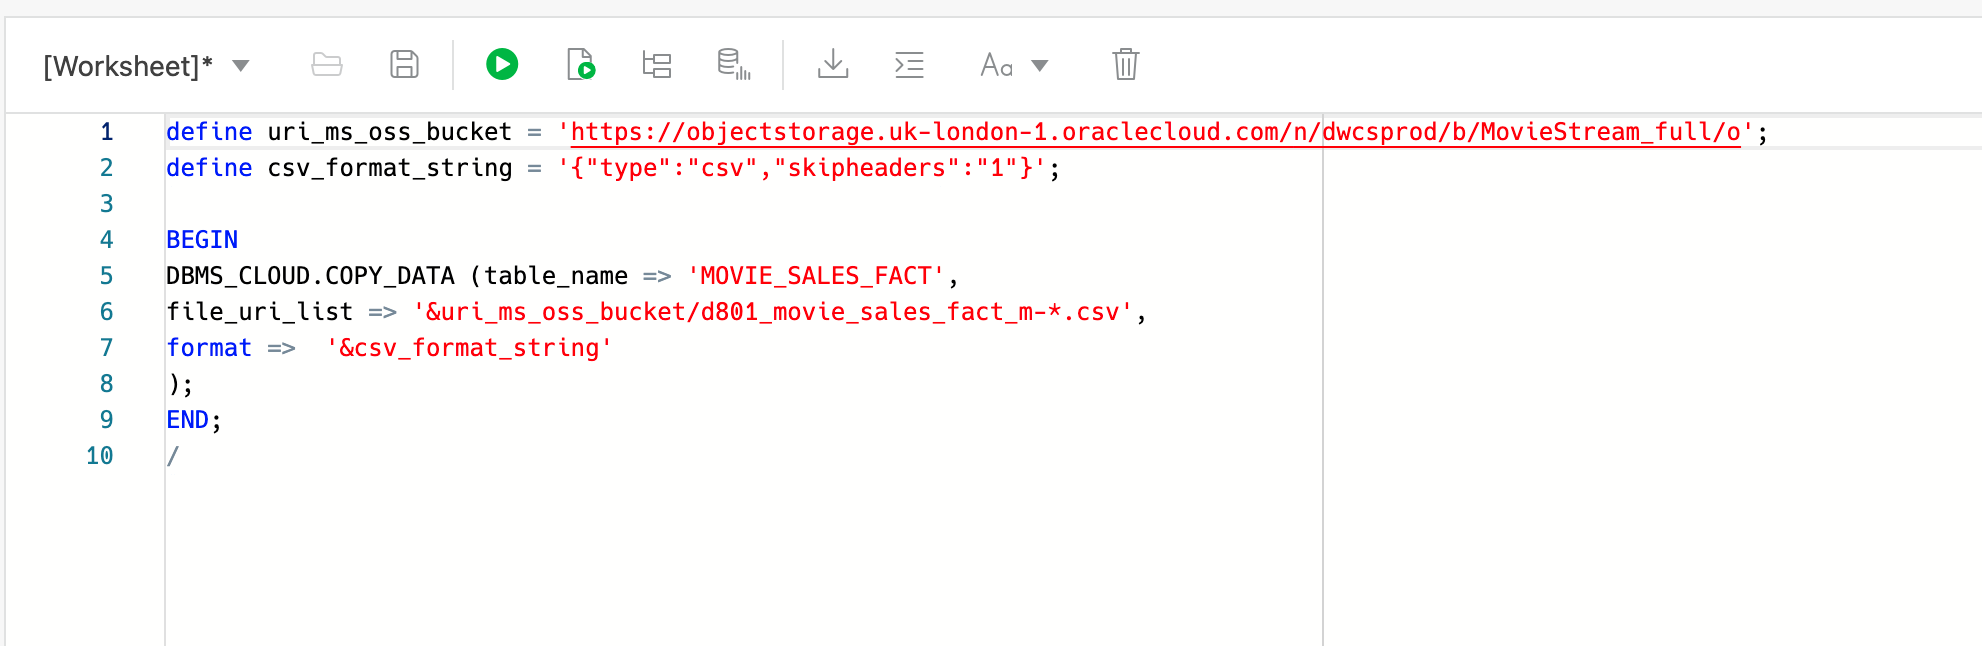 [Worksheet]* Aa
1 define uri_ms_oss_bucket = 'https://objectstorage.uk-london-1.oraclecloud.com/n/dwcsprod/b/MovieStream_full/o';
2 define csv_format_string = '{"type":"csv","skipheaders":"1"}';
3
4 BEGIN
5 DBMS_CLOUD.COPY_DATA (table_name => 'MOVIE_SALES_FACT',
6 file_uri_list => '&uri_ms_oss_bucket/d801_movie_sales_fact_m-*.csv',
7 format =>  '&csv_format_string'
8 );
9 END;
10 /